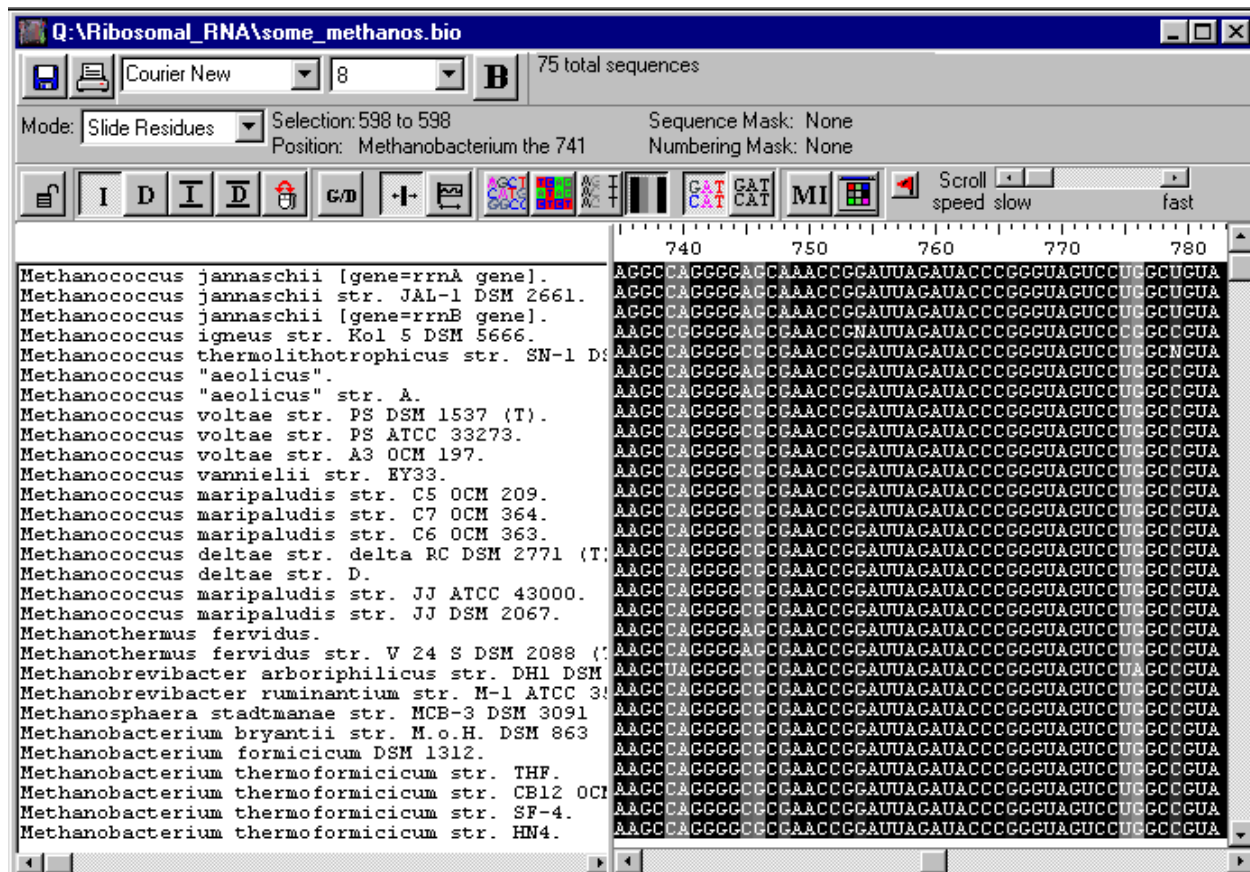 Q:\Ribosomal_RNA\some_methanos.bio
Courier New 8 B 75 total sequences
Mode: Slide Residues Selection: 598 to 598 Sequence Mask: None
Position: Methanobacterium the 741 Numbering Mask: None
I D I D G/D GAT CAT GAT CAT MI Scroll speed slow fast
740 750 760 770 780
Methanococcus jannaschii [gene=rrnA gene]. AGGCCAGGGGAGCAAACCGGAUUAGAUACCCGGGUAGUCCUGGCUGUA
Methanococcus jannaschii str. JAL-1 DSM 2661. AGGCCAGGGGAGCAAACCGGAUUAGAUACCCGGGUAGUCCUGGCUGUA
Methanococcus jannaschii [gene=rrnB gene]. AGGCCAGGGGAGCAAACCGGAUUAGAUACCCGGGUAGUCCUGGCUGUA
Methanococcus igneus str. Kol 5 DSM 5666. AAGCCGGGGGAGCGAACCGNAUUAGAUACCCGGGUAGUCCCGGCCGUA
Methanococcus thermolithotrophicus str. SN-1 DS AAGCCAGGGGCGCGAACCGGAUUAGAUACCCGGGUAGUCCUGGCNGUA
Methanococcus "aeolicus". AAGCCAGGGGAGCGAACCGGAUUAGAUACCCGGGUAGUCCUGGCCGUA
Methanococcus "aeolicus" str. A. AAGCCAGGGGAGCGAACCGGAUUAGAUACCCGGGUAGUCCUGGCCGUA
Methanococcus voltae str. PS DSM 1537 (T). AAGCCAGGGGCGCGAACCGGAUUAGAUACCCGGGUAGUCCUGGCCGUA
Methanococcus voltae str. PS ATCC 33273. AAGCCAGGGGCGCGAACCGGAUUAGAUACCCGGGUAGUCCUGGCCGUA
Methanococcus voltae str. A3 OCM 197. AAGCCAGGGGCGCGAACCGGAUUAGAUACCCGGGUAGUCCUGGCCGUA
Methanococcus vannielii str. EY33. AAGCCAGGGGCGCGAACCGGAUUAGAUACCCGGGUAGUCCUGGCCGUA
Methanococcus maripaludis str. C5 OCM 209. AAGCCAGGGGCGCGAACCGGAUUAGAUACCCGGGUAGUCCUGGCCGUA
Methanococcus maripaludis str. C7 OCM 364. AAGCCAGGGGCGCGAACCGGAUUAGAUACCCGGGUAGUCCUGGCCGUA
Methanococcus maripaludis str. C6 OCM 363. AAGCCAGGGGCGCGAACCGGAUUAGAUACCCGGGUAGUCCUGGCCGUA
Methanococcus deltae str. delta RC DSM 2771 (T) AAGCCAGGGGCGCGAACCGGAUUAGAUACCCGGGUAGUCCUGGCCGUA
Methanococcus deltae str. D. AAGCCAGGGGCGCGAACCGGAUUAGAUACCCGGGUAGUCCUGGCCGUA
Methanococcus maripaludis str. JJ ATCC 43000. AAGCCAGGGGCGCGAACCGGAUUAGAUACCCGGGUAGUCCUGGCCGUA
Methanococcus maripaludis str. JJ DSM 2067. AAGCCAGGGGCGCGAACCGGAUUAGAUACCCGGGUAGUCCUGGCCGUA
Methanothermus fervidus. AAGCCAGGGGAGCGAACCGGAUUAGAUACCCGGGUAGUCCUGGCCGUA
Methanothermus fervidus str. V 24 S DSM 2088 ( AAGCCAGGGGAGCGAACCGGAUUAGAUACCCGGGUAGUCCUGGCCGUA
Methanobrevibacter arboriphilicus str. DH1 DSM AAGCUAGGGGCGCGAACCGGAUUAGAUACCCGGGUAGUCCUAGCCGUA
Methanobrevibacter ruminantium str. M-1 ATCC 35 AAGCCAGGGGCGCGAACCGGAUUAGAUACCCGGGUAGUCCUGGCCGUA
Methanosphaera stadtmanae str. MCB-3 DSM 3091 AAGCCAGGGGCGCGAACCGGAUUAGAUACCCGGGUAGUCCUGGCCGUA
Methanobacterium bryantii str. M.o.H. DSM 863 AAGCCAGGGGCGCGAACCGGAUUAGAUACCCGGGUAGUCCUGGCCGUA
Methanobacterium formicicum DSM 1312. AAGCCAGGGGCGCGAACCGGAUUAGAUACCCGGGUAGUCCUGGCCGUA
Methanobacterium thermoformicicum str. THF. AAGCCAGGGGCGCGAACCGGAUUAGAUACCCGGGUAGUCCUGGCCGUA
Methanobacterium thermoformicicum str. CB12 OCM AAGCCAGGGGCGCGAACCGGAUUAGAUACCCGGGUAGUCCUGGCCGUA
Methanobacterium thermoformicicum str. SF-4. AAGCCAGGGGCGCGAACCGGAUUAGAUACCCGGGUAGUCCUGGCCGUA
Methanobacterium thermoformicicum str. HN4. AAGCCAGGGGCGCGAACCGGAUUAGAUACCCGGGUAGUCCUGGCCGUA